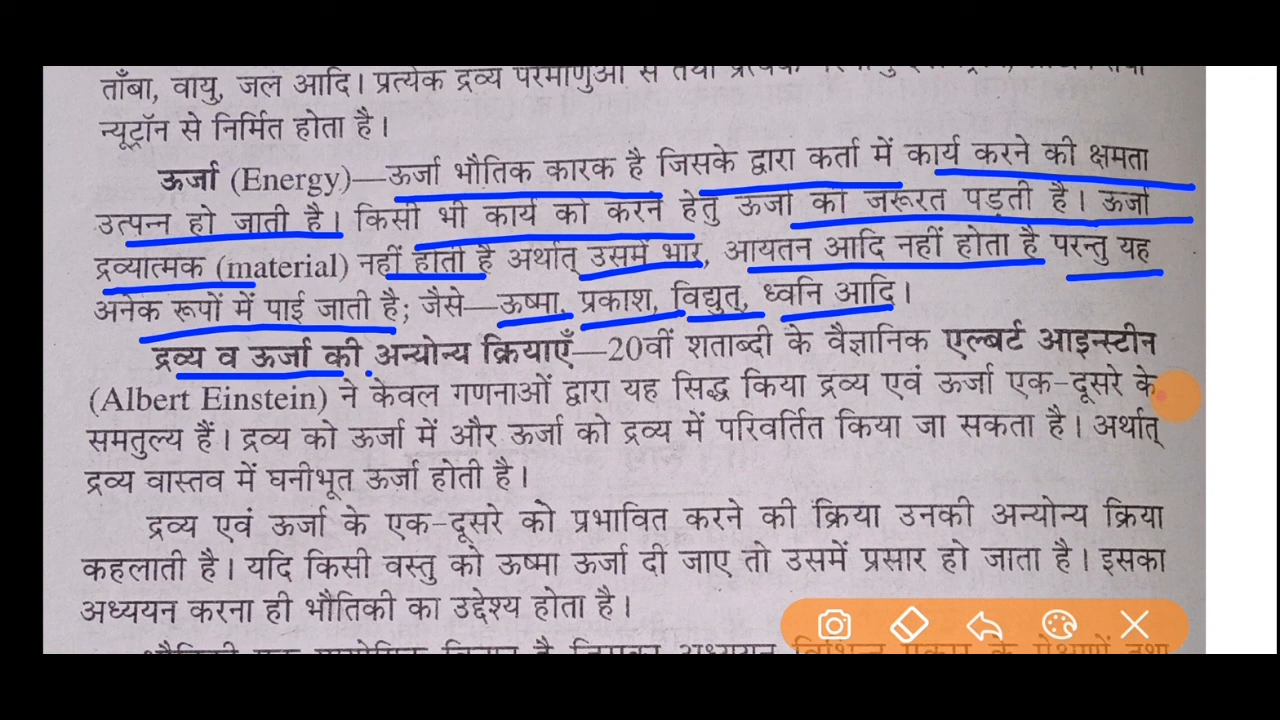 ताँबा, वायु, जल आदि। प्रत्येक द्रव्य परमाणुओं से तथा प्रत्येक
न्यूट्रॉन से निर्मित होता है।
ऊर्जा (Energy)—ऊर्जा भौतिक कारक है जिसके द्वारा कर्ता में कार्य करने की क्षमता
उत्पन्न हो जाती है। किसी भी कार्य को करने हेतु ऊर्जा की जरूरत पड़ती है। ऊर्जा
द्रव्यात्मक (material) नहीं होती है अर्थात् उसमें भार, आयतन आदि नहीं होता है परन्तु यह
अनेक रूपों में पाई जाती है; जैसे—ऊष्मा, प्रकाश, विद्युत्, ध्वनि आदि।
द्रव्य व ऊर्जा की अन्योन्य क्रियाएँ—20वीं शताब्दी के वैज्ञानिक एल्बर्ट आइन्स्टीन
(Albert Einstein) ने केवल गणनाओं द्वारा यह सिद्ध किया द्रव्य एवं ऊर्जा एक-दूसरे के
समतुल्य हैं। द्रव्य को ऊर्जा में और ऊर्जा को द्रव्य में परिवर्तित किया जा सकता है। अर्थात्
द्रव्य वास्तव में घनीभूत ऊर्जा होती है।
द्रव्य एवं ऊर्जा के एक-दूसरे को प्रभावित करने की क्रिया उनकी अन्योन्य क्रिया
कहलाती है। यदि किसी वस्तु को ऊष्मा ऊर्जा दी जाए तो उसमें प्रसार हो जाता है। इसका
अध्ययन करना ही भौतिकी का उद्देश्य होता है।